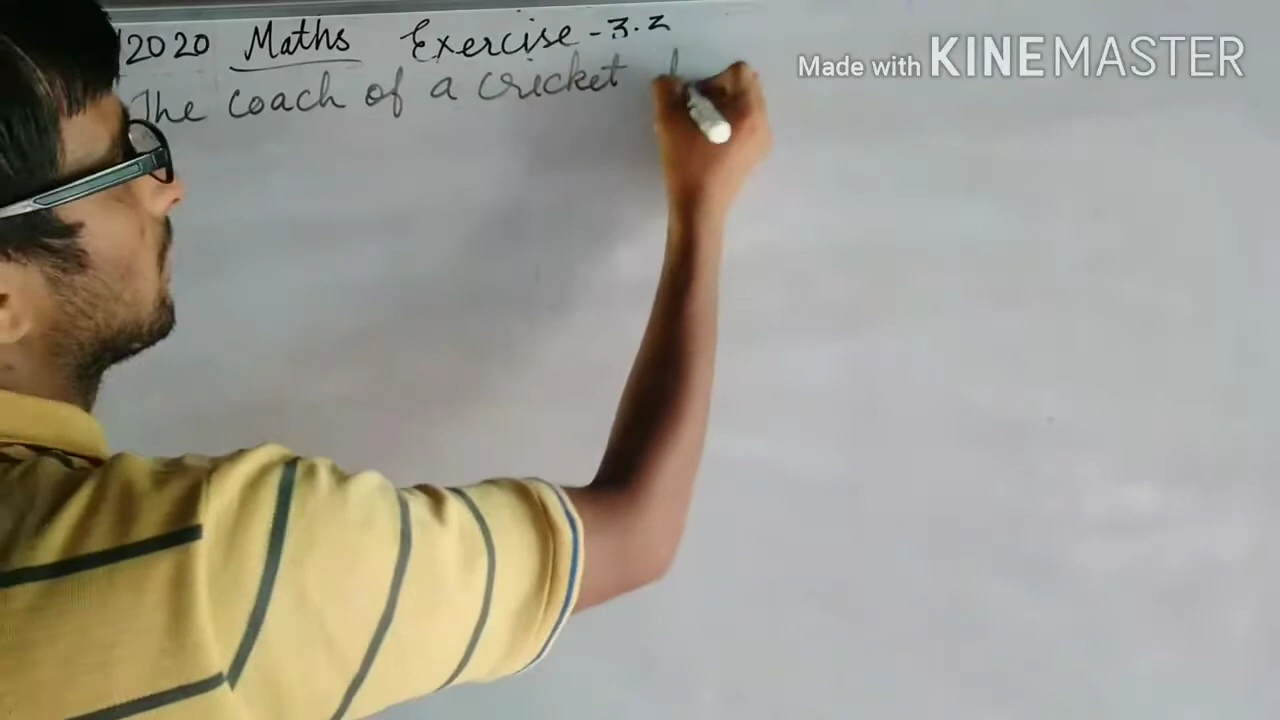 2020 Maths Exercise - 3.2
The coach of a cricket
Made with KINEMASTER